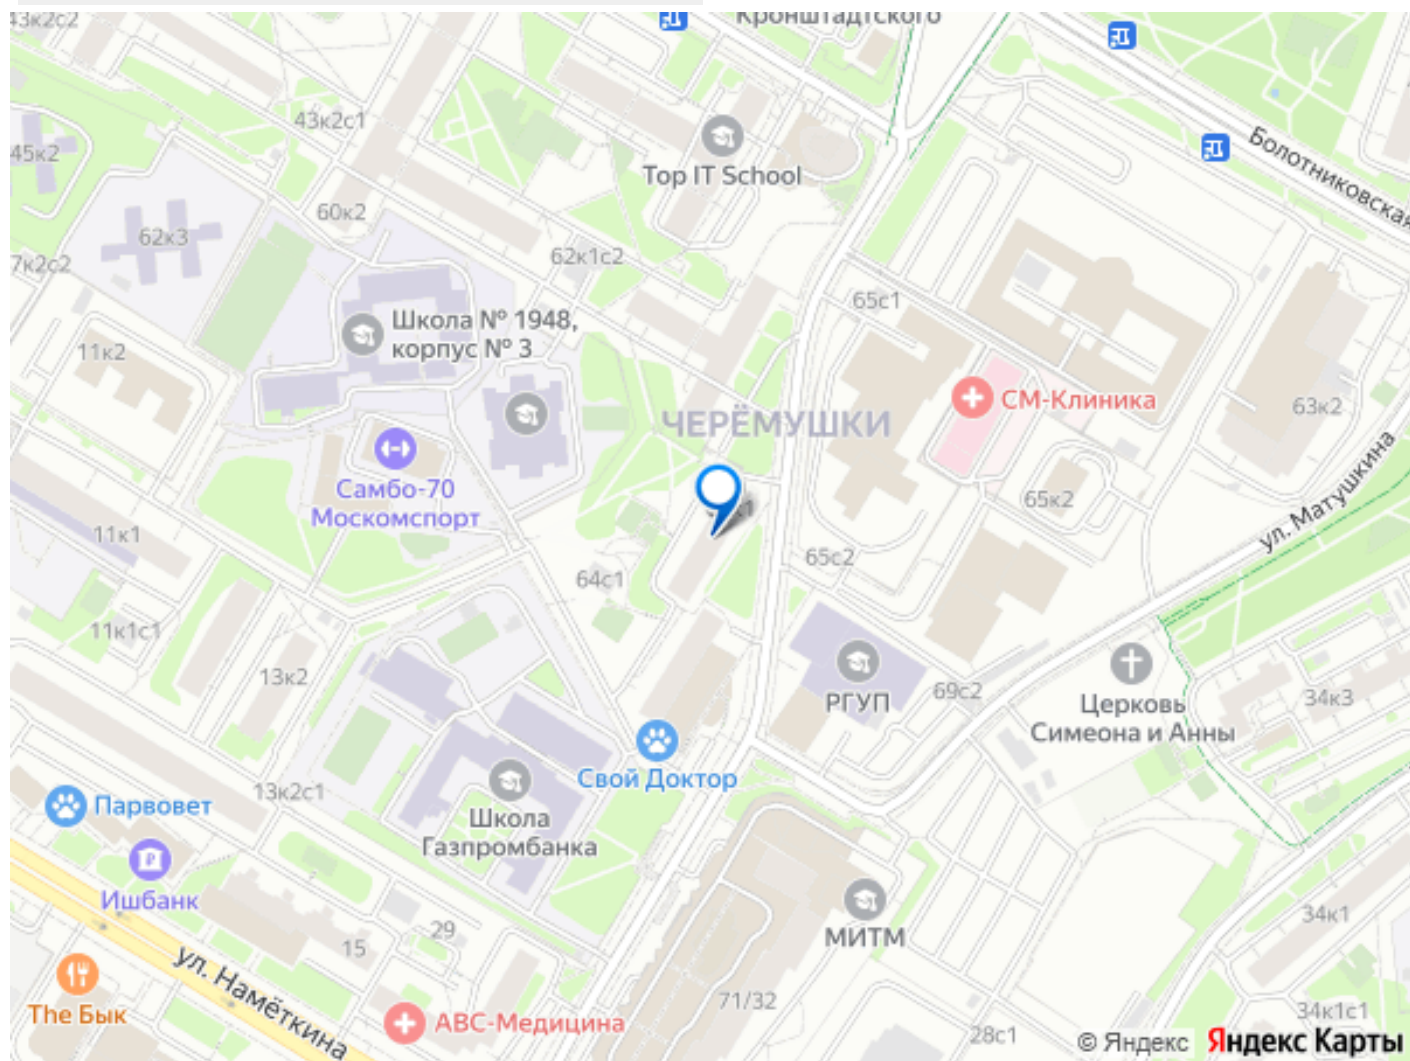 43к2с2
Кронштадтского
43к2с1
45к2
Top IT School
Болотниковская
60к2
62к3
62к1с2
7к2с2
65с1
Школа № 1948,
корпус № 3
11к2
СМ-Клиника
63к2
ЧЕРЁМУШКИ
Самбо-70
Москомспорт
65к2
ул. Матушкина
11к1
65с2
64с1
11к1с1
13к2
РГУП
69с2
Церковь
Симеона и Анны
34к3
Свой Доктор
13к2с1
Парвовет
Школа
Газпромбанка
Ишбанк
МИТМ
34к1
29
15
ул. Намёткина
The Бык
АВС-Медицина
71/32
28с1
34к1с1
© Яндекс Яндекс Карты